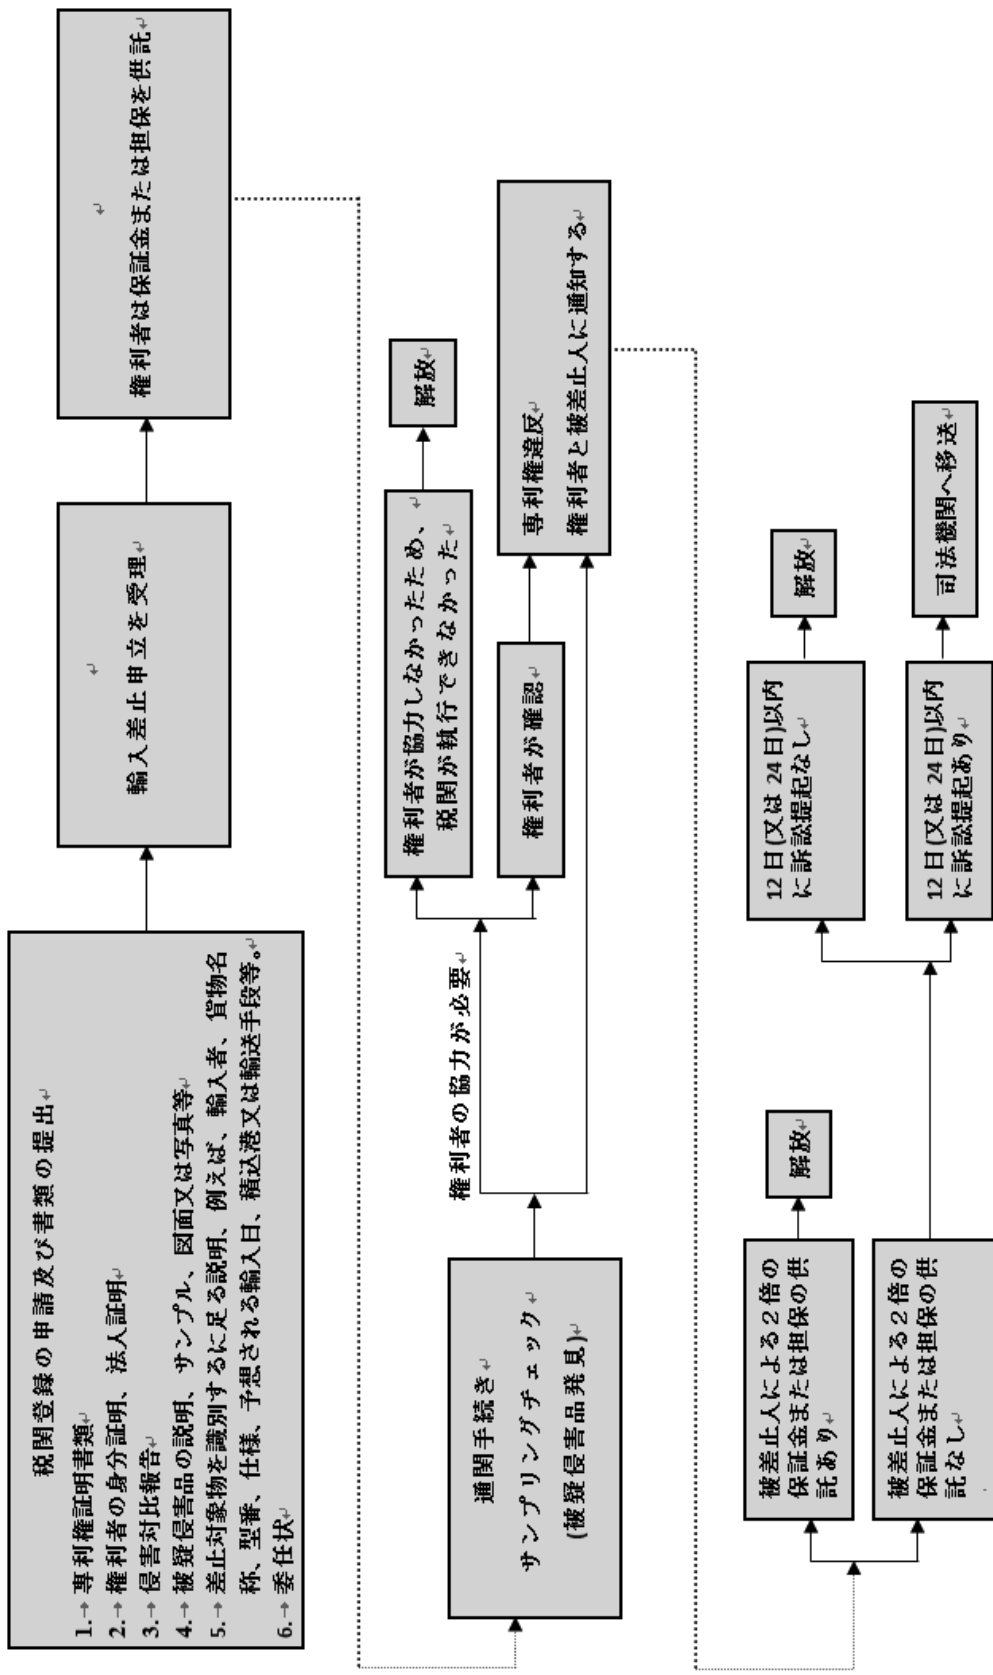 税関登録の申請及び書類の提出
1.→専利権証明書類
2.→権利者の身分証明、法人証明
3.→侵害対比報告
4.→被疑侵害品の説明、サンプル、図面又は写真等
5.→差止対象物を識別するに足る説明、例えば、輸入者、貨物名
称、型番、仕様、予想される輸入日、積込港又は輸送手段等。
6.→委任状
輸入差止申立を受理
権利者は保証金または担保を供託
通関手続き
サンプリングチェック
(被疑侵害品発見)
権利者の協力が必要
権利者が協力しなかったため、
税関が執行できなかった
解放
権利者が確認
専利権違反
権利者と被差止人に通知する
被差止人による2倍の
保証金または担保の供
託あり
解放
被差止人による2倍の
保証金または担保の供
託なし
12日(又は24日)以内
に訴訟提起なし
解放
12日(又は24日)以内
に訴訟提起あり
司法機関へ移送